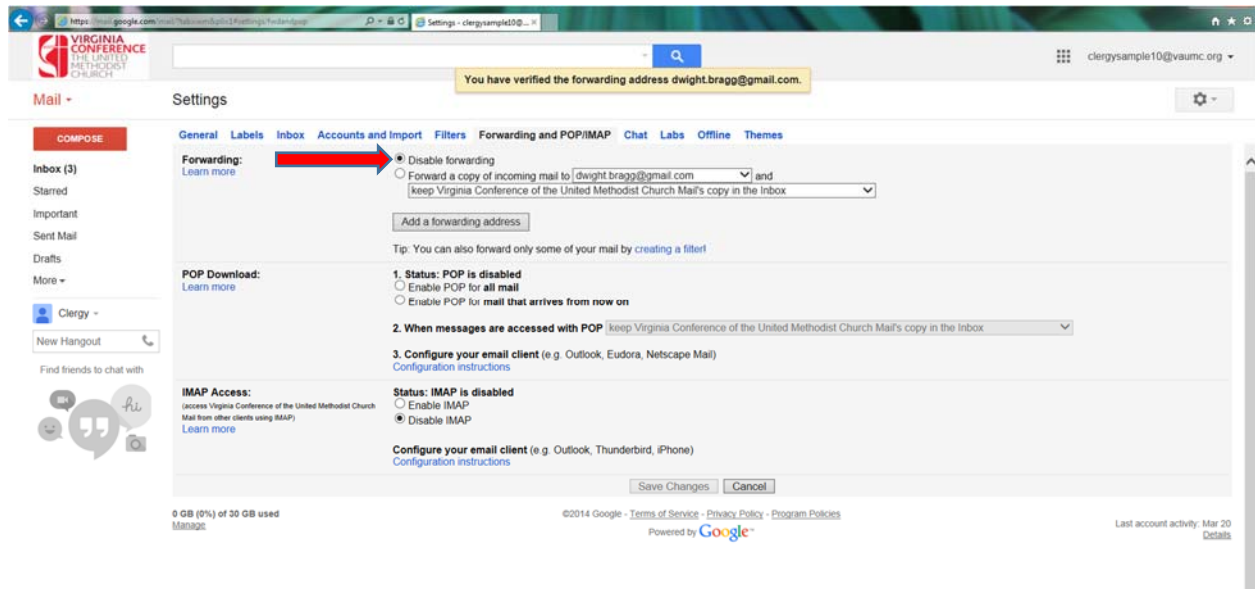 https://mail.google.com/mail/?tab=wm&pli=1#settings/fwdandpop
Settings - clergysample10@...
VIRGINIA
CONFERENCE
THE UNITED
METHODIST
CHURCH
clergysample10@vaumc.org
You have verified the forwarding address dwight.bragg@gmail.com.
Mail
Settings
COMPOSE
General Labels Inbox Accounts and Import Filters Forwarding and POP/IMAP Chat Labs Offline Themes
Inbox (3)
Starred
Important
Sent Mail
Drafts
More
Clergy
New Hangout
Find friends to chat with
hi
Forwarding:
Learn more
Disable forwarding
Forward a copy of incoming mail to dwight.bragg@gmail.com and
keep Virginia Conference of the United Methodist Church Mail's copy in the Inbox
Add a forwarding address
Tip: You can also forward only some of your mail by creating a filter!
POP Download:
Learn more
1. Status: POP is disabled
Enable POP for all mail
Enable POP for mail that arrives from now on
2. When messages are accessed with POP keep Virginia Conference of the United Methodist Church Mail's copy in the Inbox
3. Configure your email client (e.g. Outlook, Eudora, Netscape Mail)
Configuration instructions
IMAP Access:
(access Virginia Conference of the United Methodist Church
Mail from other clients using IMAP)
Learn more
Status: IMAP is disabled
Enable IMAP
Disable IMAP
Configure your email client (e.g. Outlook, Thunderbird, iPhone)
Configuration instructions
Save Changes Cancel
0 GB (0%) of 30 GB used
Manage
©2014 Google - Terms of Service - Privacy Policy - Program Policies
Powered by Google™
Last account activity: Mar 20
Details